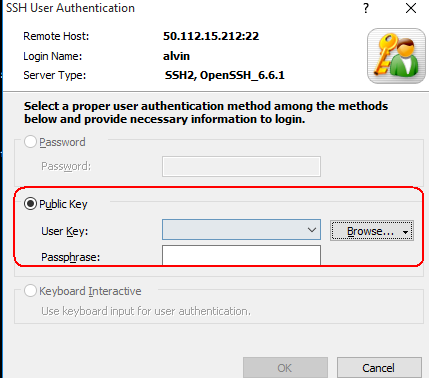 SSH User Authentication
Remote Host: 50.112.15.212:22
Login Name: alvin
Server Type: SSH2, OpenSSH_6.6.1
Select a proper user authentication method among the methods
below and provide necessary information to login.
Password
Password:
Public Key
User Key: Browse...
Passphrase:
Keyboard Interactive
Use keyboard input for user authentication.
OK Cancel